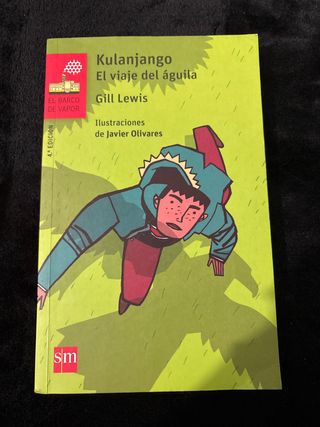 Kulanjango
El viaje del águila
Gill Lewis
Ilustraciones
de Javier Olivares
EL BARCO
DE VAPOR
4.ª EDICIÓN
sm